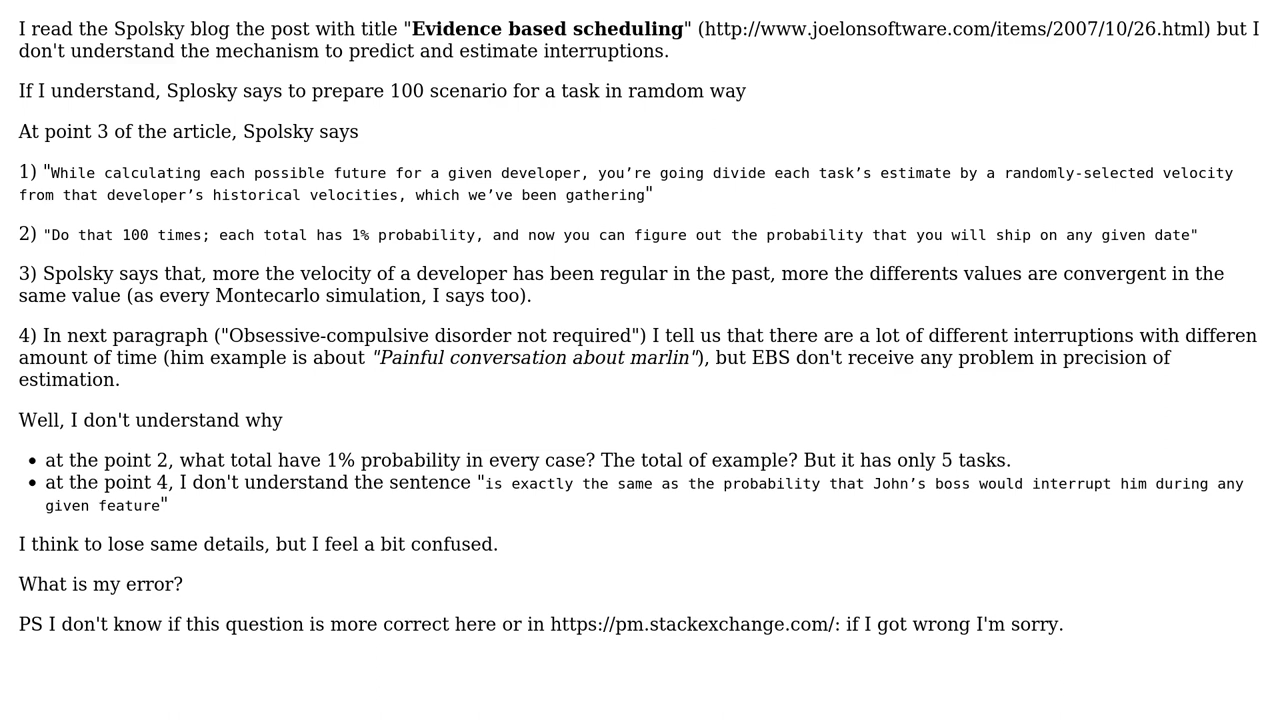 I read the Spolsky blog the post with title "Evidence based scheduling" (http://www.joelonsoftware.com/items/2007/10/26.html) but I
don't understand the mechanism to predict and estimate interruptions.
If I understand, Splosky says to prepare 100 scenario for a task in ramdom way
At point 3 of the article, Spolsky says
1) "While calculating each possible future for a given developer, you’re going divide each task’s estimate by a randomly-selected velocity
from that developer’s historical velocities, which we’ve been gathering"
2) "Do that 100 times; each total has 1% probability, and now you can figure out the probability that you will ship on any given date"
3) Spolsky says that, more the velocity of a developer has been regular in the past, more the differents values are convergent in the
same value (as every Montecarlo simulation, I says too).
4) In next paragraph ("Obsessive-compulsive disorder not required") I tell us that there are a lot of different interruptions with differen
amount of time (him example is about "Painful conversation about marlin"), but EBS don't receive any problem in precision of
estimation.
Well, I don't understand why
• at the point 2, what total have 1% probability in every case? The total of example? But it has only 5 tasks.
• at the point 4, I don't understand the sentence "is exactly the same as the probability that John’s boss would interrupt him during any
given feature"
I think to lose same details, but I feel a bit confused.
What is my error?
PS I don't know if this question is more correct here or in https://pm.stackexchange.com/: if I got wrong I'm sorry.